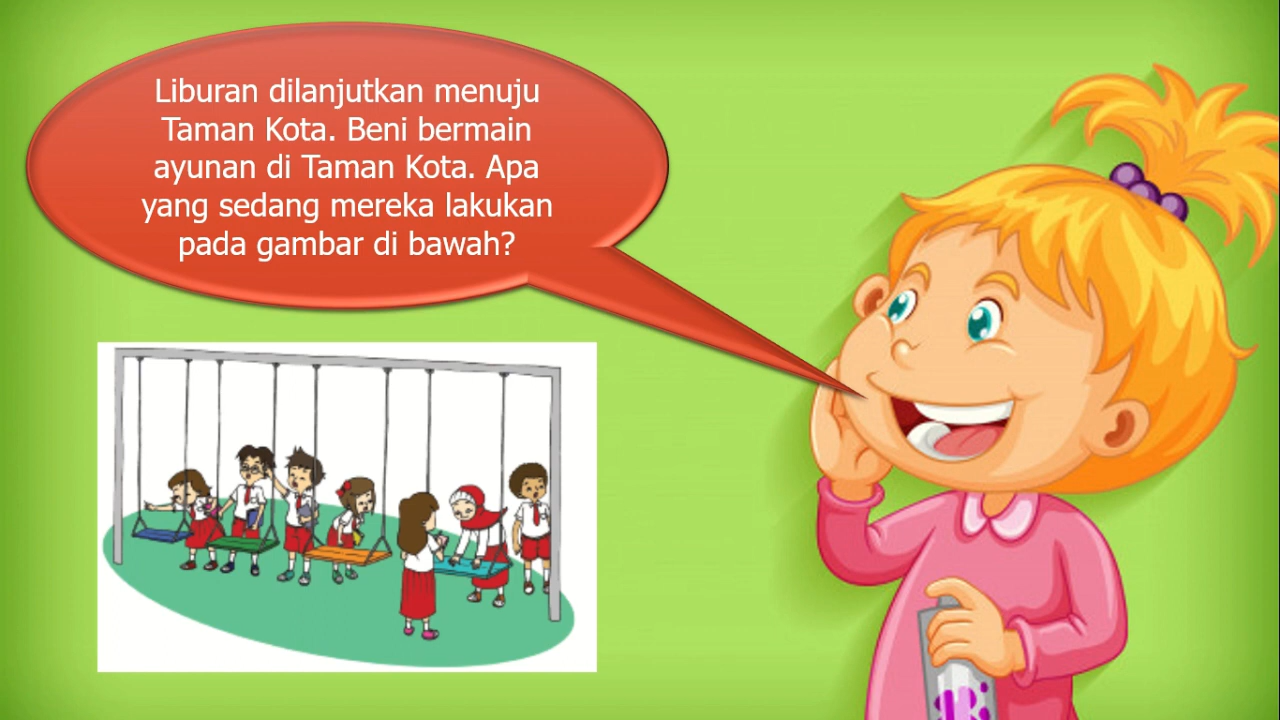 Liburan dilanjutkan menuju
Taman Kota. Beni bermain
ayunan di Taman Kota. Apa
yang sedang mereka lakukan
pada gambar di bawah?